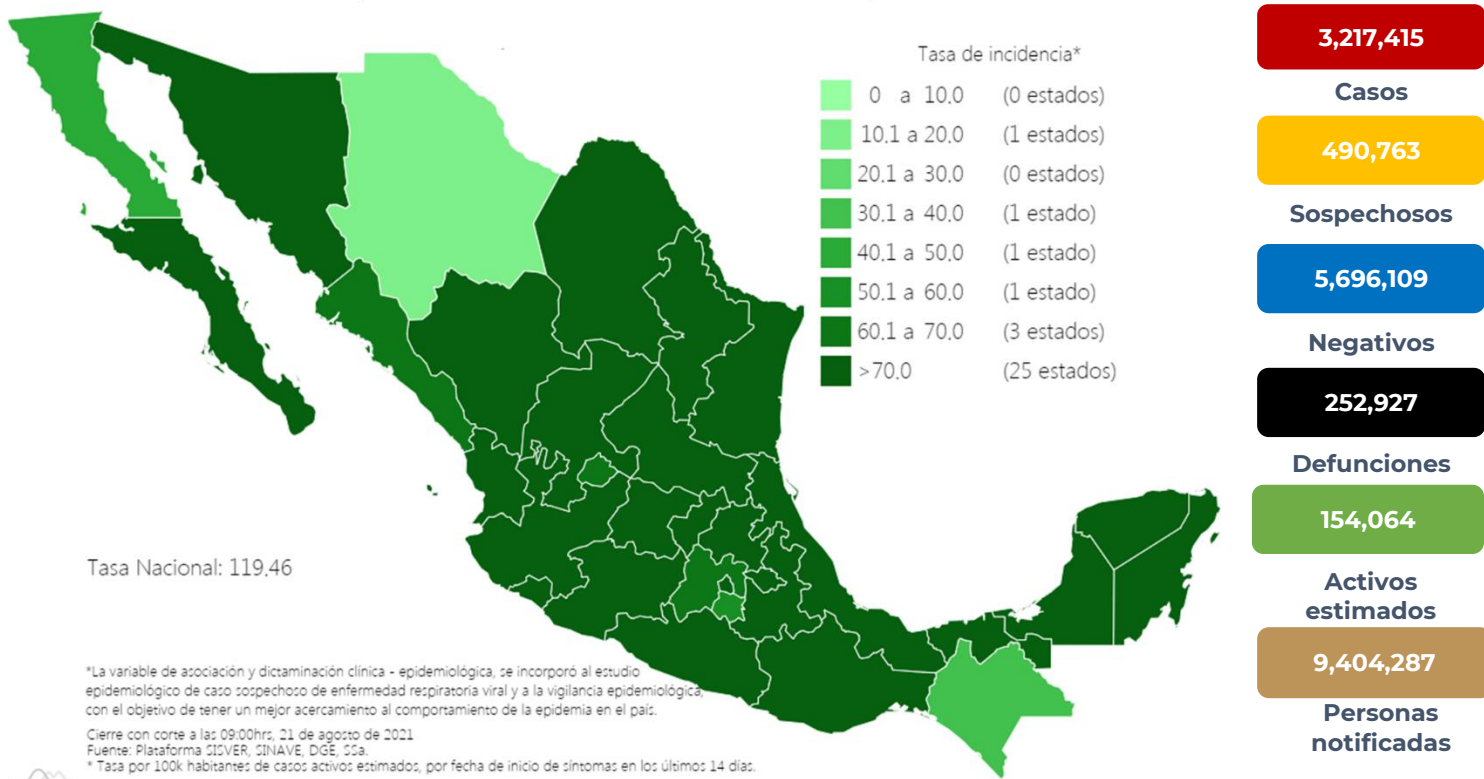 Tasa de incidencia*
0 a 10.0 (0 estados)
10.1 a 20.0 (1 estados)
20.1 a 30.0 (0 estados)
30.1 a 40.0 (1 estado)
40.1 a 50.0 (1 estado)
50.1 a 60.0 (1 estado)
60.1 a 70.0 (3 estados)
>70.0 (25 estados)
Tasa Nacional: 119.46
*La variable de asociación y dictaminación clínica - epidemiológica, se incorporó al estudio
epidemiológico de caso sospechoso de enfermedad respiratoria viral y a la vigilancia epidemiológica,
con el objetivo de tener un mejor acercamiento al comportamiento de la epidemia en el país.
Cierre con corte a las 09:00hrs, 21 de agosto de 2021
Fuente: Plataforma SISVER, SINAVE, DGE, SSa.
* Tasa por 100k habitantes de casos activos estimados, por fecha de inicio de síntomas en los últimos 14 días.
3,217,415
Casos
490,763
Sospechosos
5,696,109
Negativos
252,927
Defunciones
154,064
Activos
estimados
9,404,287
Personas
notificadas